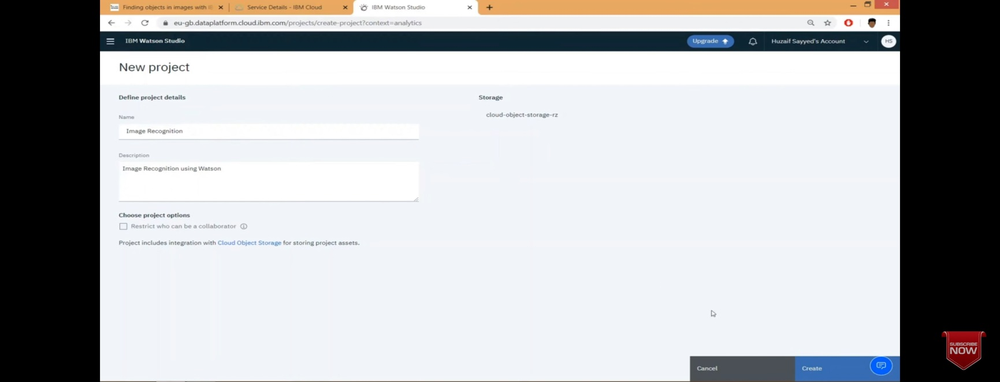 Finding objects in images with IB
Service Details - IBM Cloud
IBM Watson Studio
eu-gb.dataplatform.cloud.ibm.com/projects/create-project?context=analytics
IBM Watson Studio
Upgrade
Huzaif Sayyed's Account
HS
New project
Define project details
Storage
Name
cloud-object-storage-rz
Image Recognition
Description
Image Recognition using Watson
Choose project options
Restrict who can be a collaborator
Project includes integration with Cloud Object Storage for storing project assets.
SUBSCRIBE
NOW
Cancel
Create